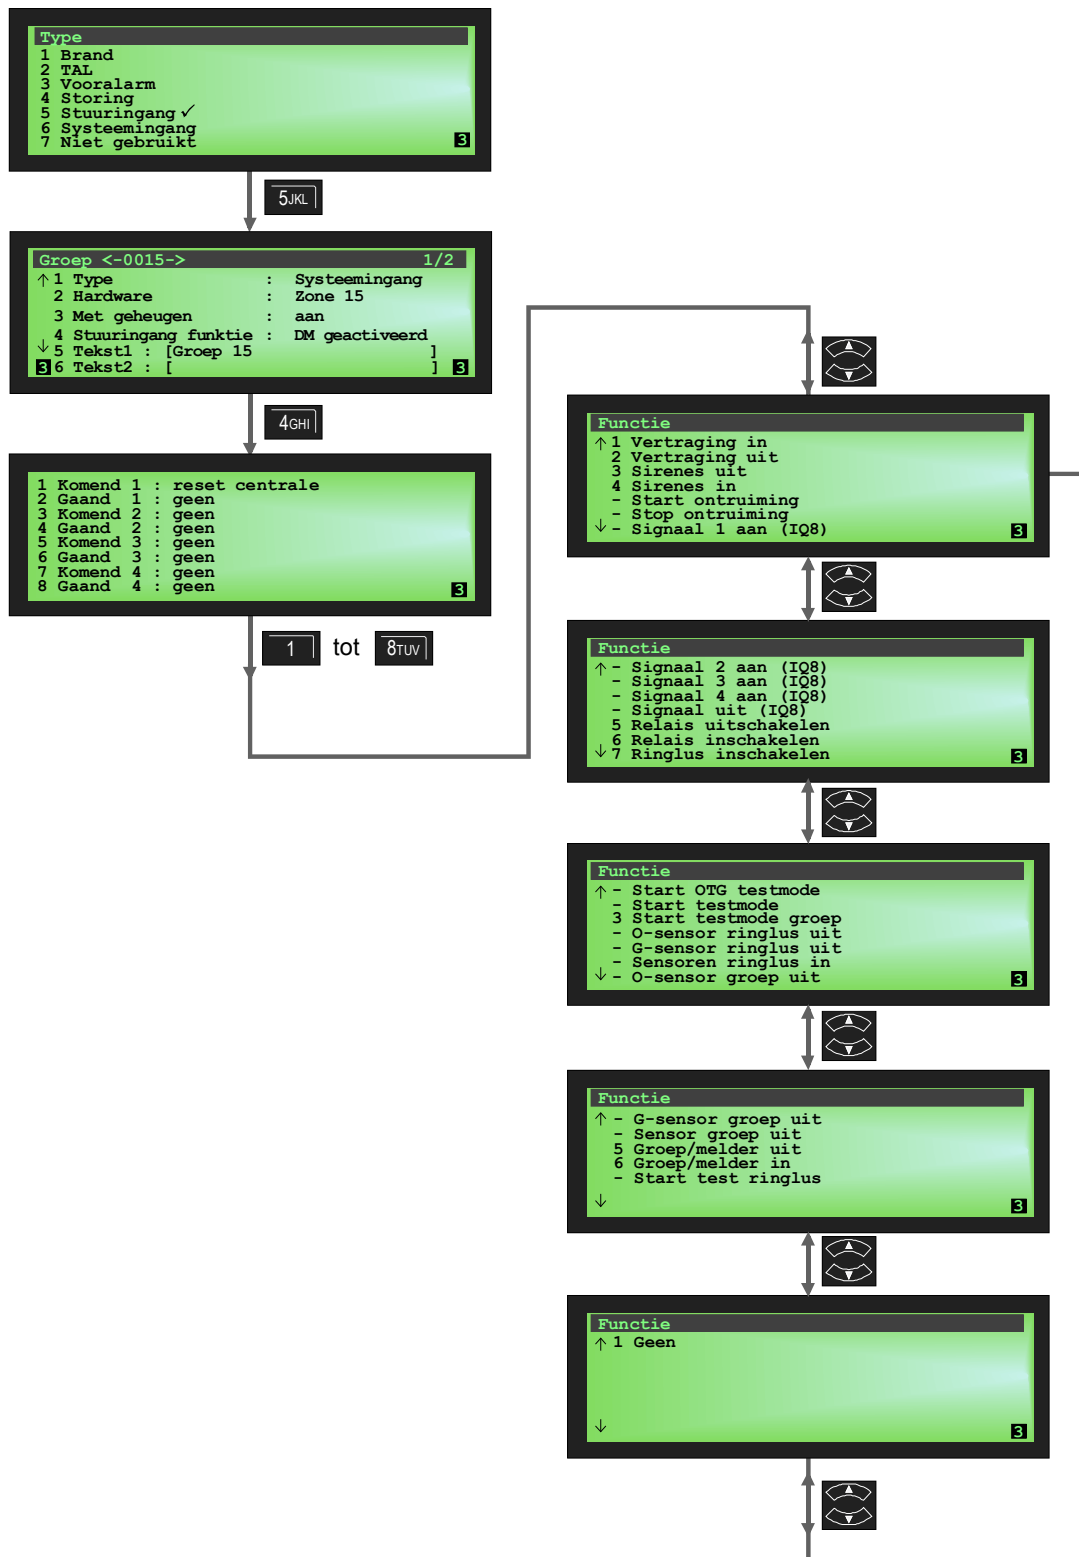 Type
1 Brand
2 TAL
3 Vooralarm
4 Storing
5 Stuuringang ✓
6 Systeemingang
7 Niet gebruikt
3
5JKL
Groep <-0015-> 1/2
↑ 1 Type : Systeemingang
2 Hardware : Zone 15
3 Met geheugen : aan
4 Stuuringang funktie : DM geactiveerd
↓ 5 Tekst1 : [Groep 15 ]
3 6 Tekst2 : [ ] 3
4GHI
1 Komend 1 : reset centrale
2 Gaand 1 : geen
3 Komend 2 : geen
4 Gaand 2 : geen
5 Komend 3 : geen
6 Gaand 3 : geen
7 Komend 4 : geen
8 Gaand 4 : geen
3
1 tot 8TUV
Functie
↑ 1 Vertraging in
2 Vertraging uit
3 Sirenes uit
4 Sirenes in
- Start ontruiming
- Stop ontruiming
↓ - Signaal 1 aan (IQ8)
3
Functie
↑ - Signaal 2 aan (IQ8)
- Signaal 3 aan (IQ8)
- Signaal 4 aan (IQ8)
- Signaal uit (IQ8)
5 Relais uitschakelen
6 Relais inschakelen
↓ 7 Ringlus inschakelen
3
Functie
↑ - Start OTG testmode
- Start testmode
3 Start testmode groep
- O-sensor ringlus uit
- G-sensor ringlus uit
- Sensoren ringlus in
↓ - O-sensor groep uit
3
Functie
↑ - G-sensor groep uit
- Sensor groep uit
5 Groep/melder uit
6 Groep/melder in
- Start test ringlus
↓
3
Functie
↑ 1 Geen
↓
3